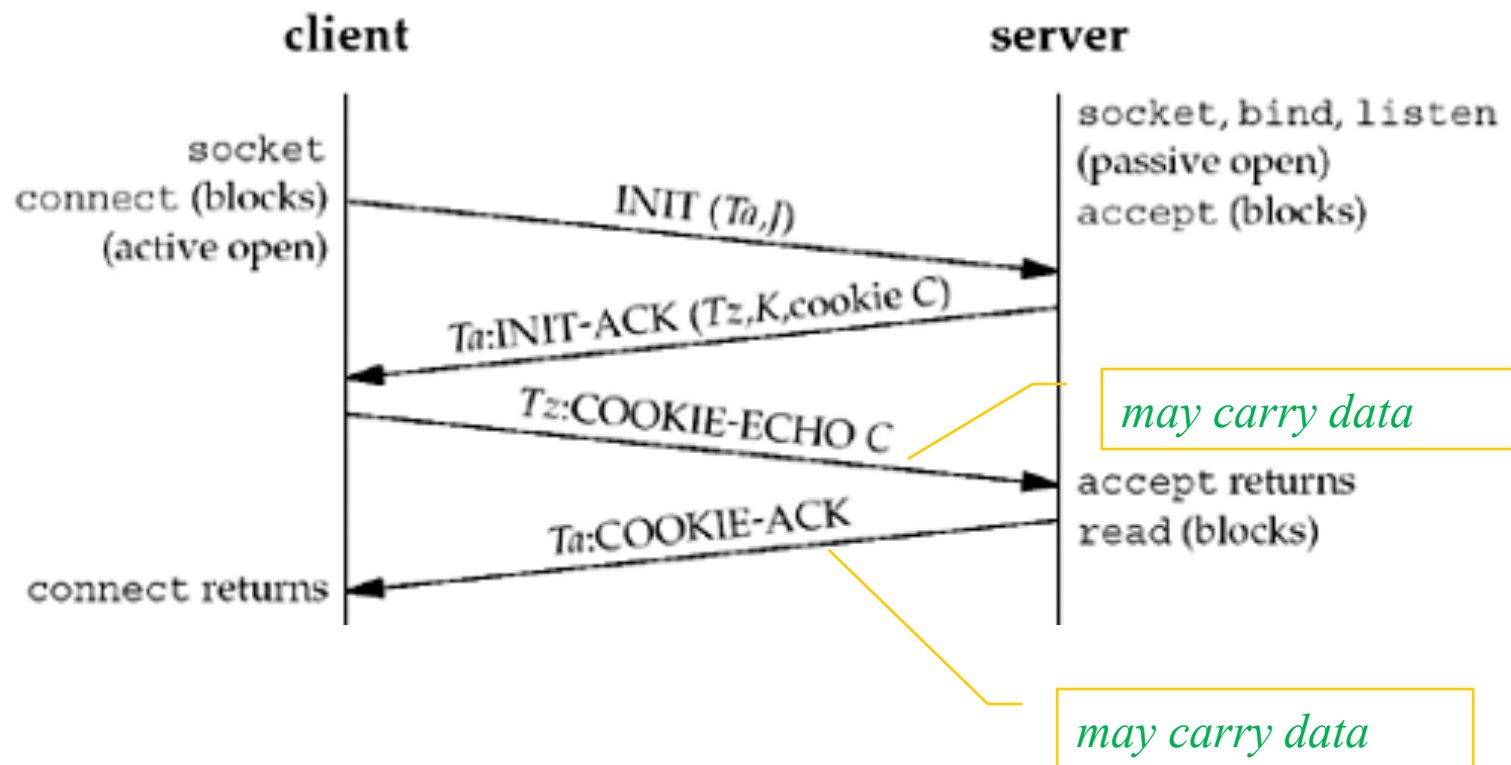 client
server
socket, bind, listen
(passive open)
accept (blocks)
socket
connect (blocks)
(active open)
INIT (Ta,J)
Ta:INIT-ACK (Tz,K,cookie C)
Tz:COOKIE-ECHO C
may carry data
accept returns
read (blocks)
Ta:COOKIE-ACK
connect returns
may carry data